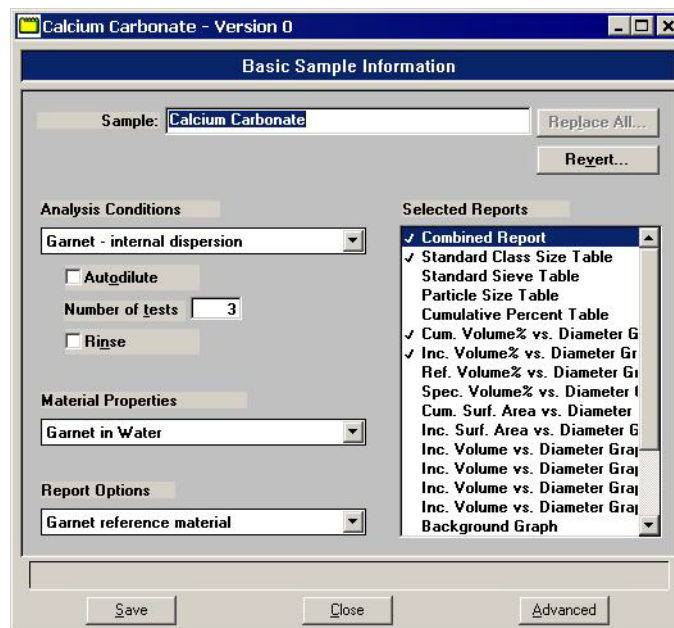 Calcium Carbonate - Version 0
Basic Sample Information
Sample: Calcium Carbonate
Replace All...
Revert...
Analysis Conditions
Garnet - internal dispersion
Autodilute
Number of tests 3
Rinse
Material Properties
Garnet in Water
Report Options
Garnet reference material
Selected Reports
✓ Combined Report
✓ Standard Class Size Table
Standard Sieve Table
Particle Size Table
Cumulative Percent Table
✓ Cum. Volume% vs. Diameter G
✓ Inc. Volume% vs. Diameter Gr
Ref. Volume% vs. Diameter Gr
Spec. Volume% vs. Diameter
Cum. Surf. Area vs. Diameter
Inc. Surf. Area vs. Diameter G
Inc. Volume vs. Diameter Gra
Inc. Volume vs. Diameter Gra
Inc. Volume vs. Diameter Gra
Inc. Volume vs. Diameter Gra
Background Graph
Save
Close
Advanced